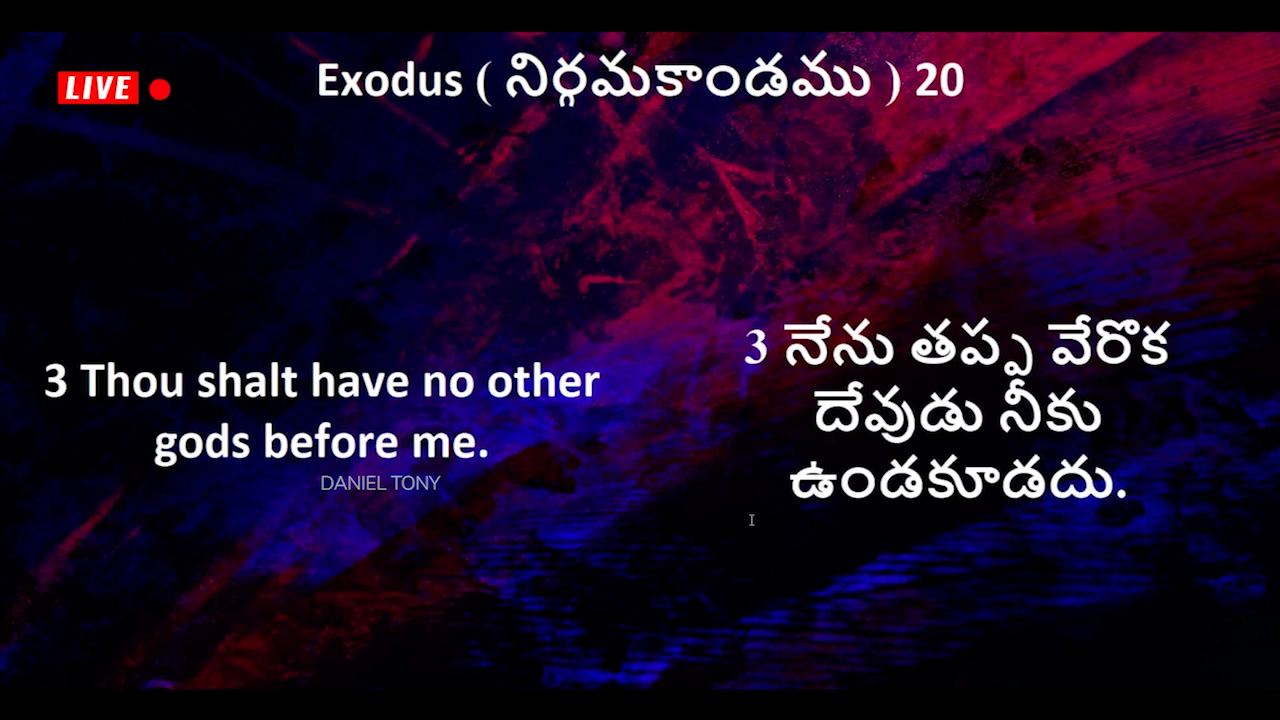 LIVE
Exodus ( నిర్గమకాండము ) 20
3 Thou shalt have no other
gods before me.
DANIEL TONY
3 నేను తప్ప వేరొక
దేవుడు నీకు
ఉండకూడదు.